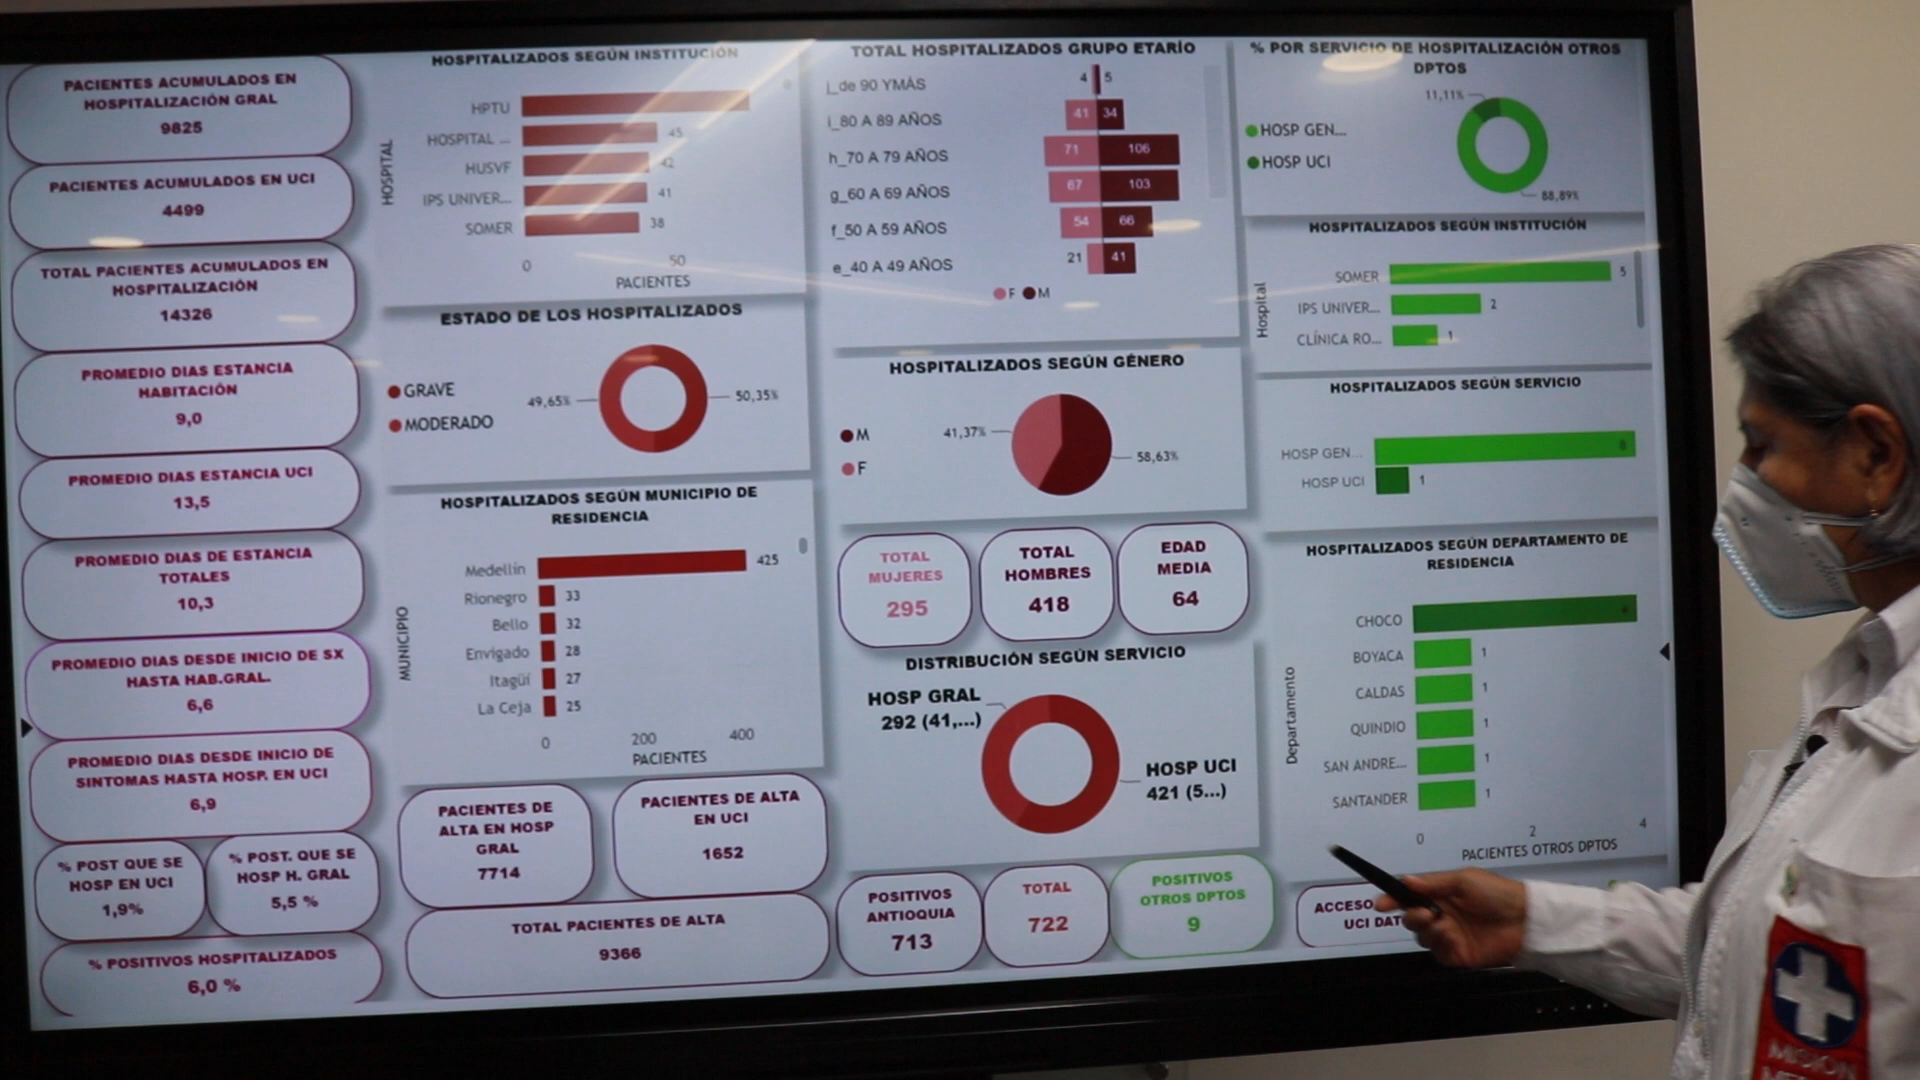 PACIENTES ACUMULADOS EN
HOSPITALIZACIÓN GRAL
9825
PACIENTES ACUMULADOS EN UCI
4499
TOTAL PACIENTES ACUMULADOS EN
HOSPITALIZACIÓN
14326
PROMEDIO DIAS ESTANCIA
HABITACIÓN
9,0
PROMEDIO DIAS ESTANCIA UCI
13,5
PROMEDIO DIAS DE ESTANCIA
TOTALES
10,3
PROMEDIO DIAS DESDE INICIO DE SX
HASTA HAB.GRAL.
6,6
PROMEDIO DIAS DESDE INICIO DE
SINTOMAS HASTA HOSP. EN UCI
6,9
% POST QUE SE
HOSP EN UCI
1,9%
% POST. QUE SE
HOSP H. GRAL
5,5 %
% POSITIVOS HOSPITALIZADOS
6,0 %
HOSPITALIZADOS SEGÚN INSTITUCIÓN
HOSPITAL
HPTU
HOSPITAL ... 45
HUSVF 42
IPS UNIVER... 41
SOMER 38
0 50
PACIENTES
ESTADO DE LOS HOSPITALIZADOS
GRAVE
MODERADO
49,65%
50,35%
HOSPITALIZADOS SEGÚN MUNICIPIO DE
RESIDENCIA
MUNICIPIO
Medellín 425
Rionegro 33
Bello 32
Envigado 28
Itagüí 27
La Ceja 25
0 200 400
PACIENTES
PACIENTES DE
ALTA EN HOSP
GRAL
7714
PACIENTES DE ALTA
EN UCI
1652
TOTAL PACIENTES DE ALTA
9366
TOTAL HOSPITALIZADOS GRUPO ETARÍO
j_de 90 YMÁS 4 5
i_80 A 89 AÑOS 41 34
h_70 A 79 AÑOS 71 106
g_60 A 69 AÑOS 67 103
f_50 A 59 AÑOS 54 66
e_40 A 49 AÑOS 21 41
F M
HOSPITALIZADOS SEGÚN GÉNERO
M
F
41,37%
58,63%
TOTAL
MUJERES
295
TOTAL
HOMBRES
418
EDAD
MEDIA
64
DISTRIBUCIÓN SEGÚN SERVICIO
HOSP GRAL
292 (41,...)
HOSP UCI
421 (5...)
POSITIVOS
ANTIOQUIA
713
TOTAL
722
POSITIVOS
OTROS DPTOS
9
% POR SERVICIO DE HOSPITALIZACIÓN OTROS
DPTOS
HOSP GEN...
HOSP UCI
11,11%
88,89%
HOSPITALIZADOS SEGÚN INSTITUCIÓN
Hospital
SOMER 5
IPS UNIVER... 2
CLÍNICA RO... 1
HOSPITALIZADOS SEGÚN SERVICIO
HOSP GEN... 8
HOSP UCI 1
HOSPITALIZADOS SEGÚN DEPARTAMENTO DE
RESIDENCIA
Departamento
CHOCO 4
BOYACA 1
CALDAS 1
QUINDIO 1
SAN ANDRE... 1
SANTANDER 1
0 2 4
PACIENTES OTROS DPTOS
ACCESO
UCI DAT